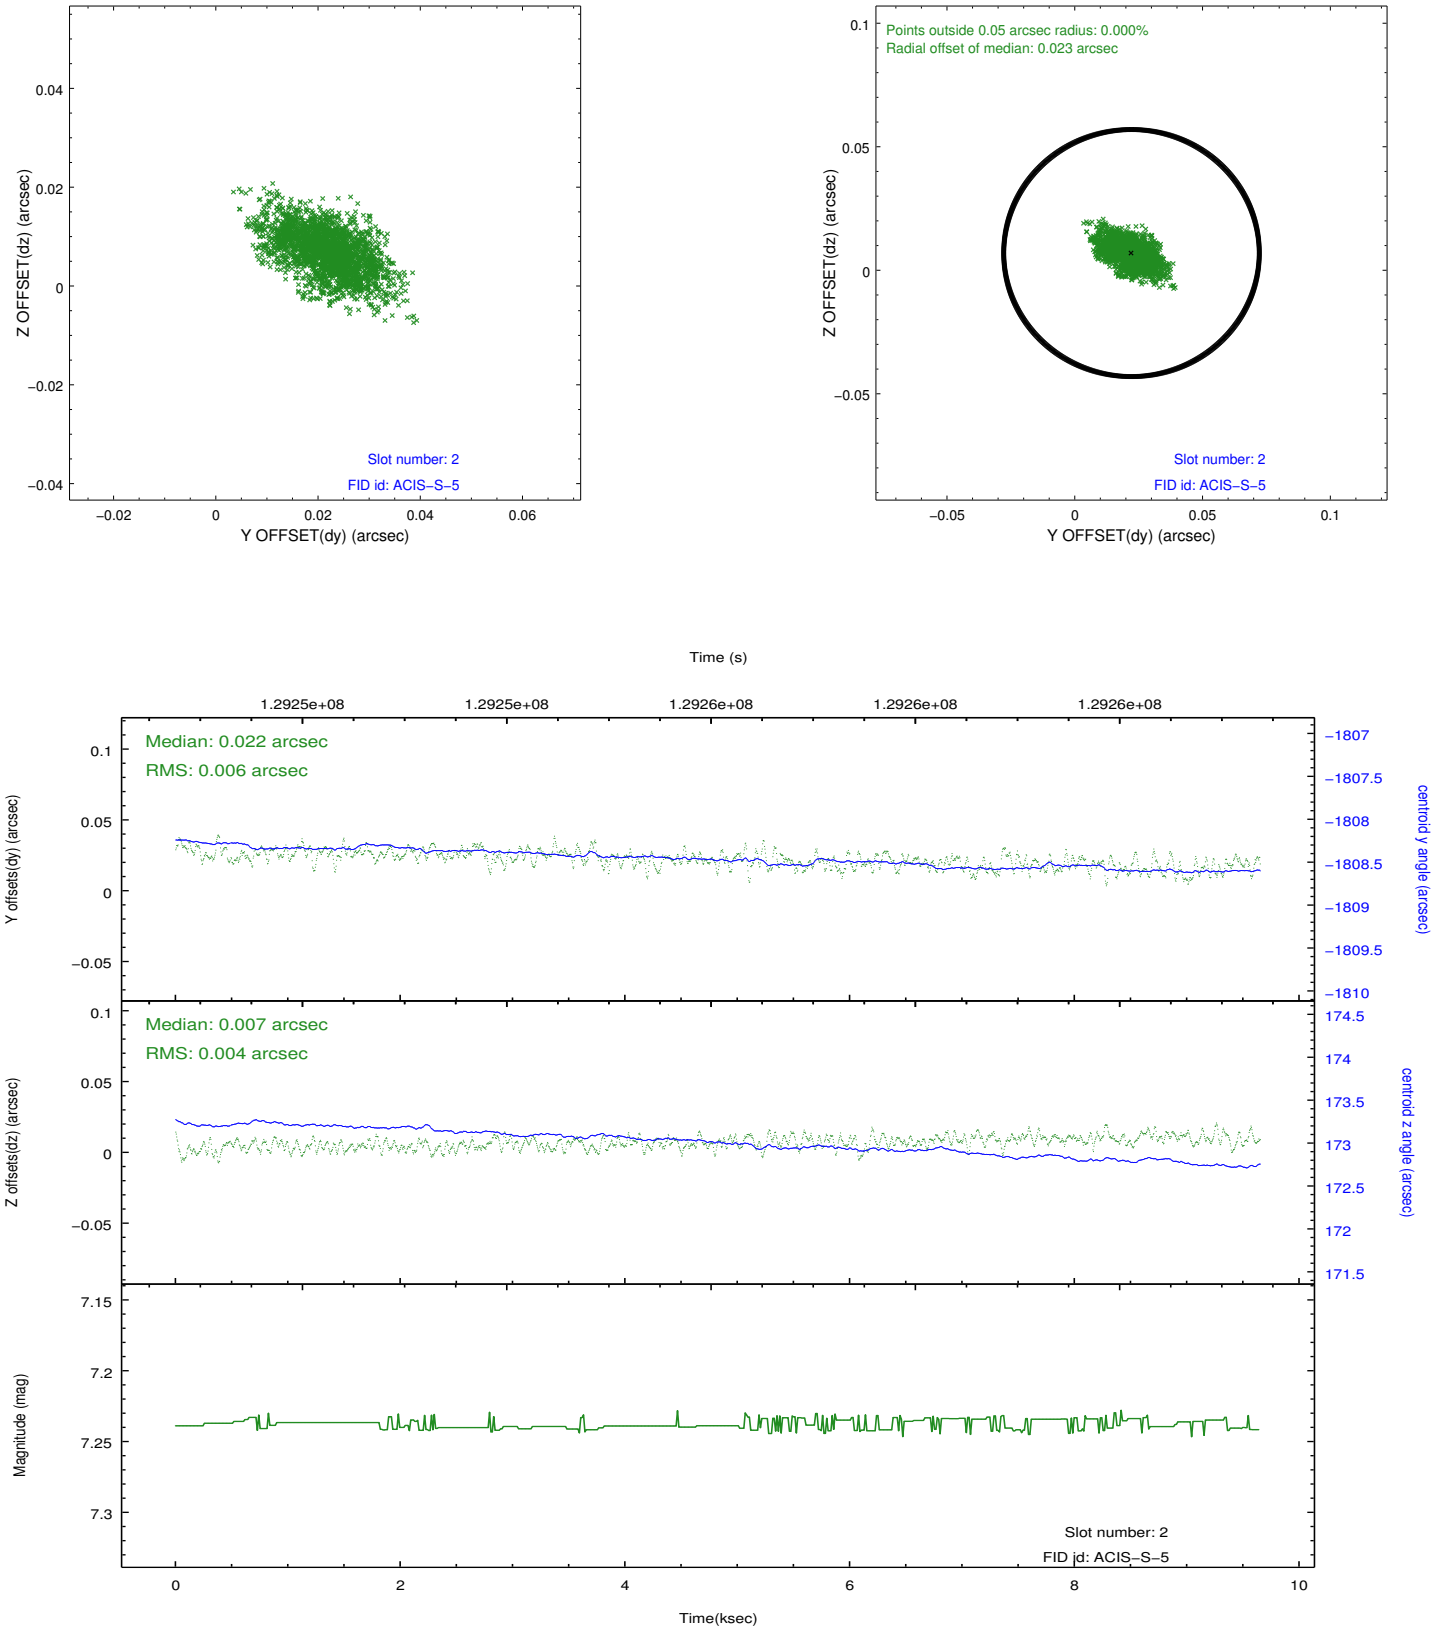 0.04
0.02
0
−0.02
−0.04
Z OFFSET(dz) (arcsec)
Slot number: 2
FID id: ACIS−S−5
−0.02
0
0.02
0.04
0.06
Y OFFSET(dy) (arcsec)
Points outside 0.05 arcsec radius: 0.000%
Radial offset of median: 0.023 arcsec
0.1
0.05
0
−0.05
Z OFFSET(dz) (arcsec)
Slot number: 2
FID id: ACIS−S−5
−0.05
0
0.05
0.1
Y OFFSET(dy) (arcsec)
Time (s)
1.2925e+08
1.2925e+08
1.2926e+08
1.2926e+08
1.2926e+08
Median: 0.022 arcsec
RMS: 0.006 arcsec
0.1
0.05
0
−0.05
Y offsets(dy) (arcsec)
−1807
−1807.5
−1808
−1808.5
−1809
−1809.5
−1810
centroid y angle (arcsec)
Median: 0.007 arcsec
RMS: 0.004 arcsec
0.1
0.05
0
−0.05
Z offsets(dz) (arcsec)
174.5
174
173.5
173
172.5
172
171.5
centroid z angle (arcsec)
7.15
7.2
7.25
7.3
Magnitude (mag)
Slot number: 2
FID id: ACIS−S−5
0
2
4
6
8
10
Time(ksec)